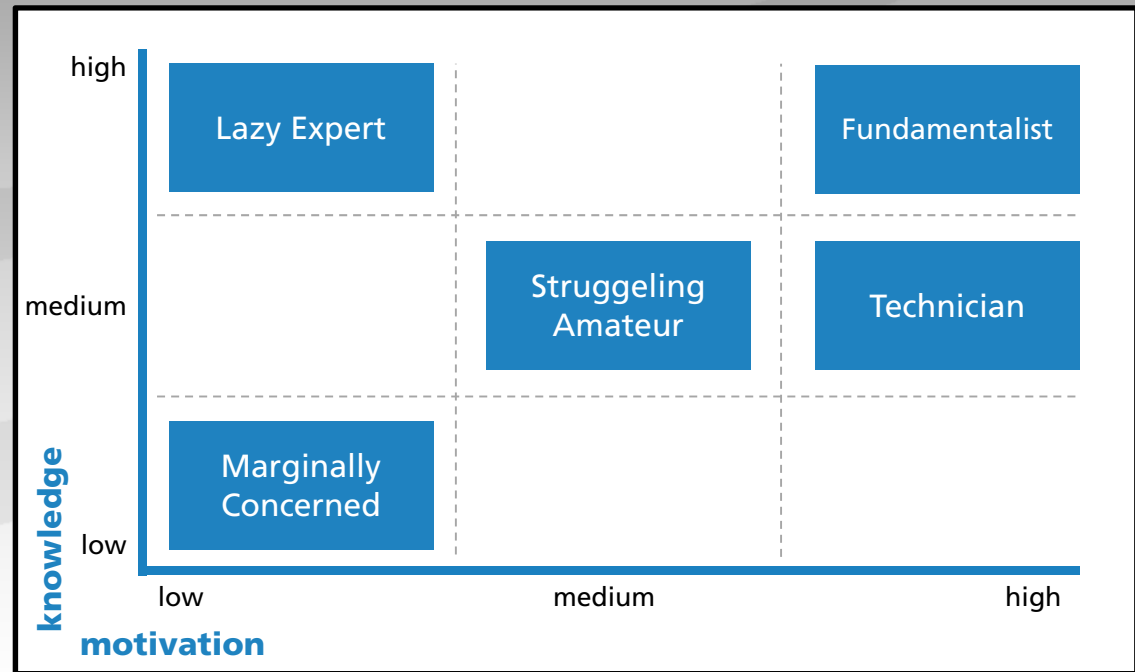 high
Lazy Expert
Fundamentalist
medium
Struggeling
Amateur
Technician
Marginally
Concerned
low
knowledge
low
medium
high
motivation